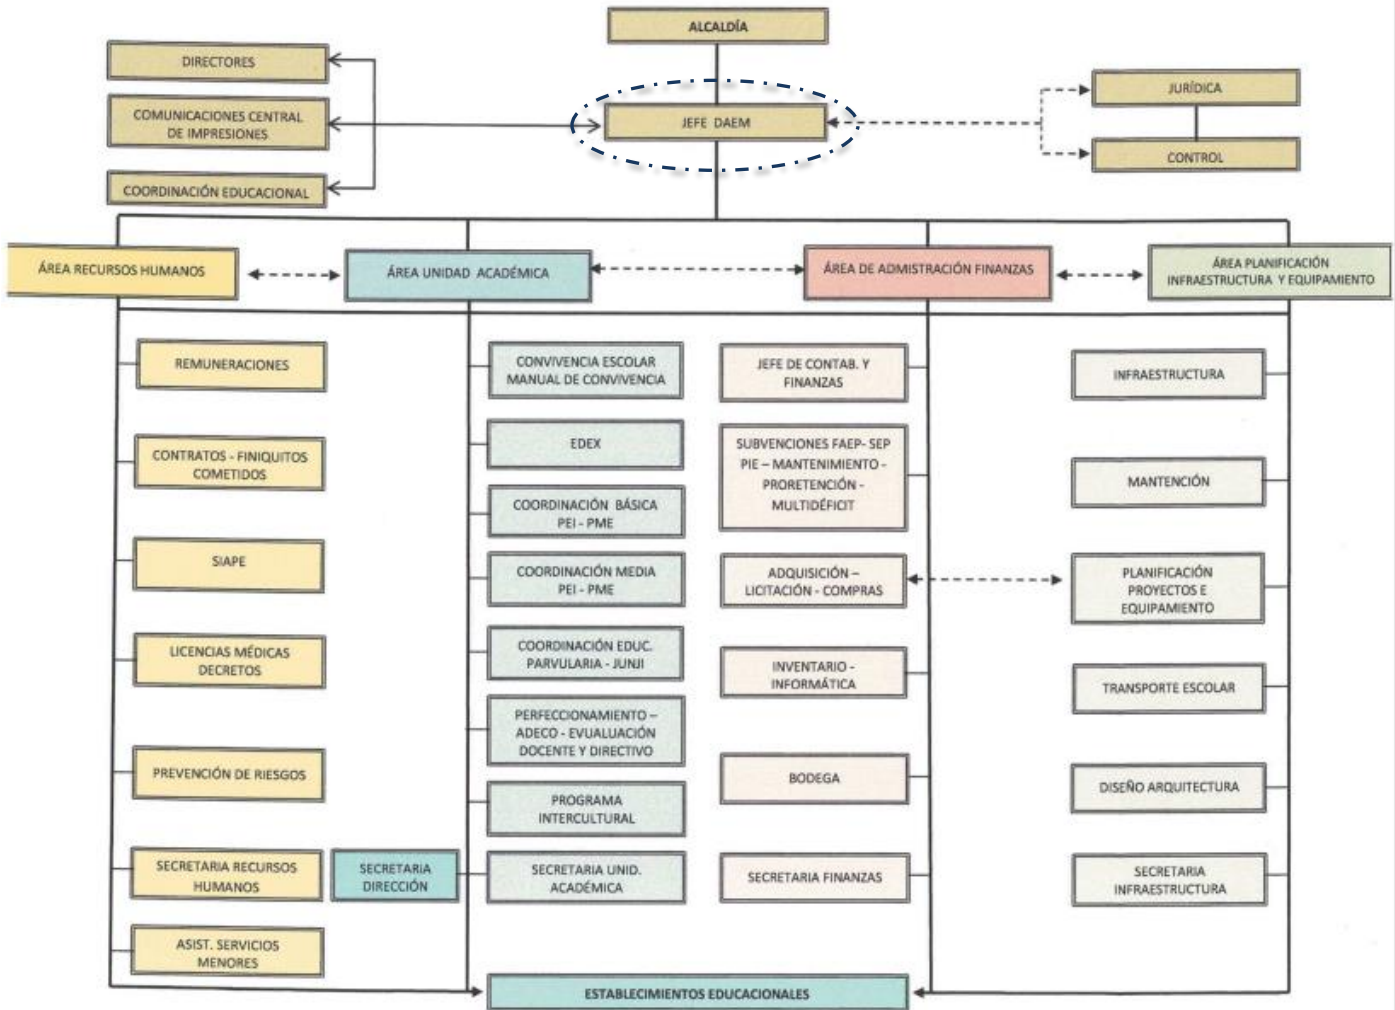 ALCALDÍA
DIRECTORES
COMUNICACIONES CENTRAL
DE IMPRESIONES
COORDINACIÓN EDUCACIONAL
JEFE DAEM
JURÍDICA
CONTROL
ÁREA RECURSOS HUMANOS
ÁREA UNIDAD ACADÉMICA
ÁREA DE ADMISTRACIÓN FINANZAS
ÁREA PLANIFICACIÓN
INFRAESTRUCTURA Y EQUIPAMIENTO
REMUNERACIONES
CONTRATOS - FINIQUITOS
COMETIDOS
SIAPE
LICENCIAS MÉDICAS
DECRETOS
PREVENCIÓN DE RIESGOS
SECRETARIA RECURSOS
HUMANOS
ASIST. SERVICIOS
MENORES
SECRETARIA
DIRECCIÓN
CONVIVENCIA ESCOLAR
MANUAL DE CONVIVENCIA
EDEX
COORDINACIÓN BÁSICA
PEI - PME
COORDINACIÓN MEDIA
PEI - PME
COORDINACIÓN EDUC.
PARVULARIA - JUNJI
PERFECCIONAMIENTO –
ADECO - EVUALUACIÓN
DOCENTE Y DIRECTIVO
PROGRAMA
INTERCULTURAL
SECRETARIA UNID.
ACADÉMICA
JEFE DE CONTAB. Y
FINANZAS
SUBVENCIONES FAEP- SEP
PIE – MANTENIMIENTO -
PRORETENCIÓN -
MULTIDÉFICIT
ADQUISICIÓN –
LICITACIÓN - COMPRAS
INVENTARIO -
INFORMÁTICA
BODEGA
SECRETARIA FINANZAS
INFRAESTRUCTURA
MANTENCIÓN
PLANIFICACIÓN
PROYECTOS E
EQUIPAMIENTO
TRANSPORTE ESCOLAR
DISEÑO ARQUITECTURA
SECRETARIA
INFRAESTRUCTURA
ESTABLECIMIENTOS EDUCACIONALES